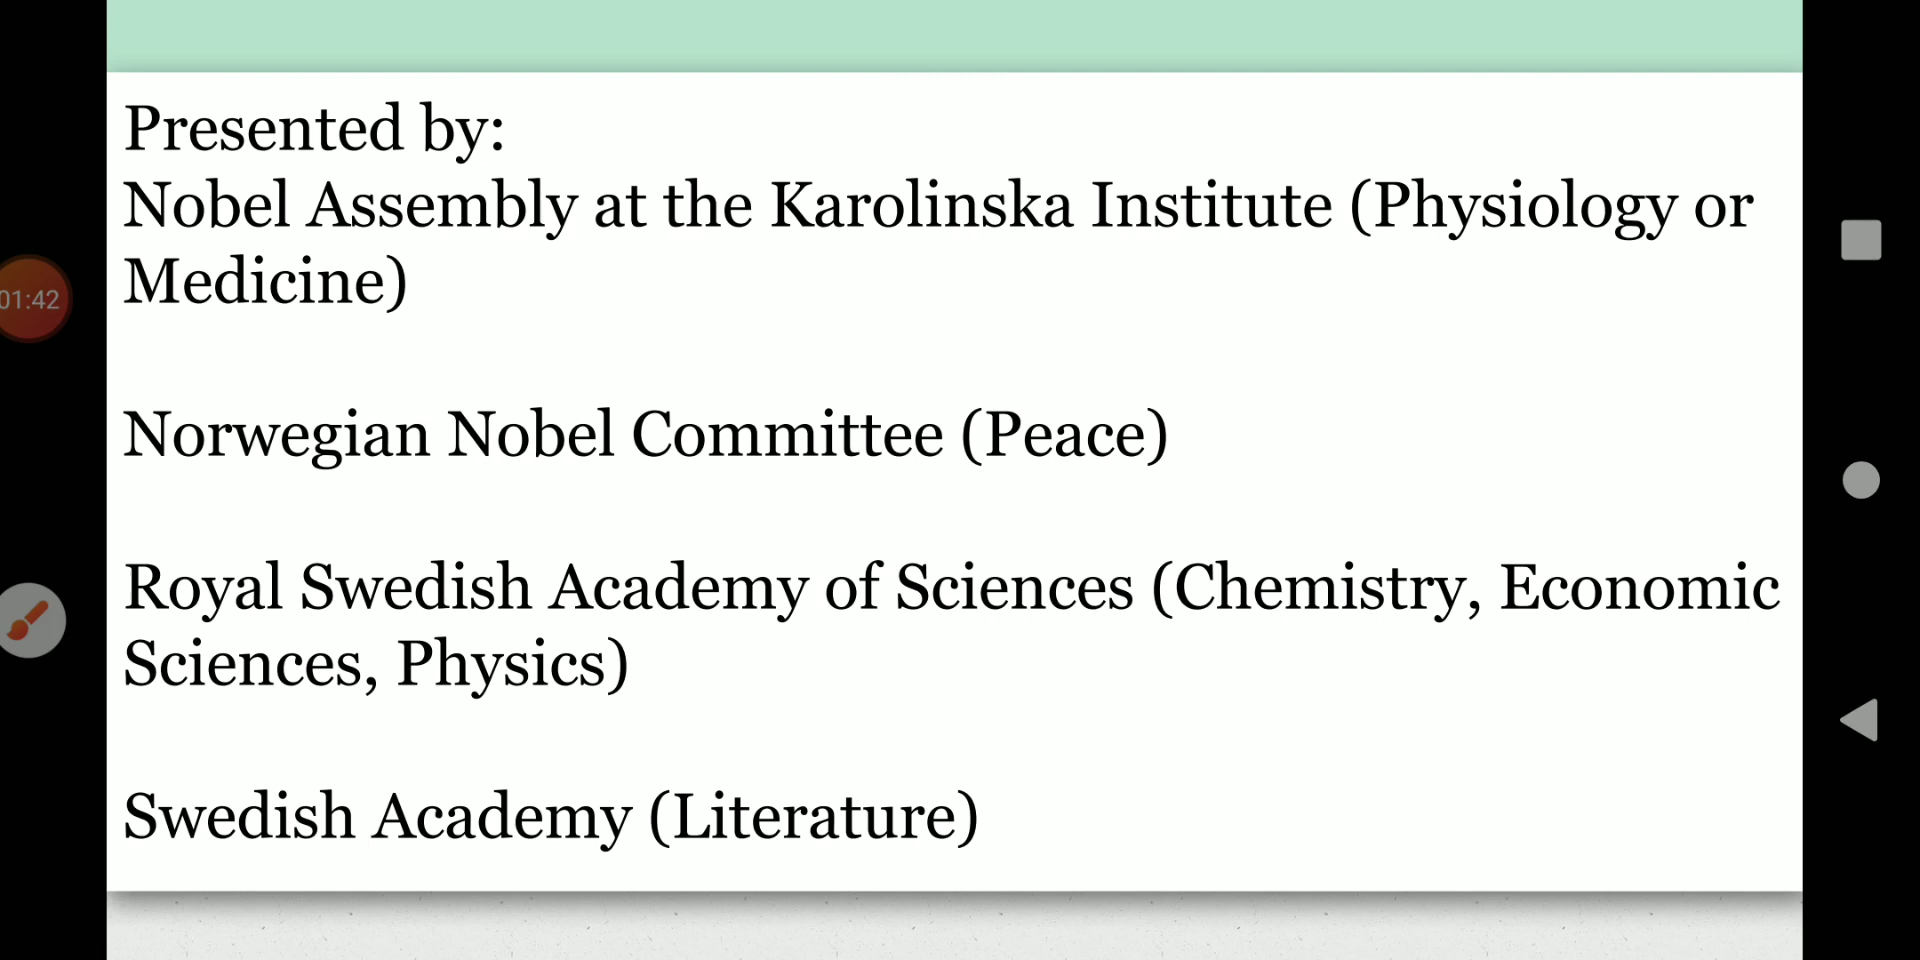 Presented by:
Nobel Assembly at the Karolinska Institute (Physiology or
Medicine)
01:42
Norwegian Nobel Committee (Peace)
Royal Swedish Academy of Sciences (Chemistry, Economic
Sciences, Physics)
Swedish Academy (Literature)